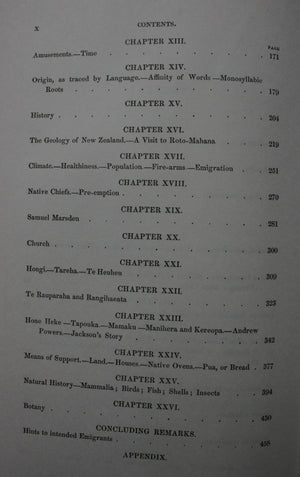 x CONTENTS.
CHAPTER XIII.
PAGE
Amusements.—Time 171
CHAPTER XIV.
Origin, as traced by Language.—Affinity of Words—Monosyllabic
Roots 179
CHAPTER XV.
History 204
CHAPTER XVI.
The Geology of New Zealand.—A Visit to Roto-Mahana 219
CHAPTER XVII.
Climate.—Healthiness.—Population—Fire-arms—Emigration 251
CHAPTER XVIII.
Native Chiefs.—Pre-emption 270
CHAPTER XIX.
Samuel Marsden 281
CHAPTER XX.
Church 300
CHAPTER XXI.
Hongi.—Tareha.—Te Heuheu 309
CHAPTER XXII.
Te Rauparaha and Rangihaeata 323
CHAPTER XXIII.
Hone Heke—Tapouka.—Mamaku—Manihera and Kereopa.—Andrew
Powers.—Jackson's Story 342
CHAPTER XXIV.
Means of Support.—Land.—Houses.—Native Ovens.—Pua, or Bread 377
CHAPTER XXV.
Natural History—Mammalia; Birds; Fish; Shells; Insects 394
CHAPTER XXVI.
Botany 430
CONCLUDING REMARKS.
Hints to intended Emigrants 458
APPENDIX.